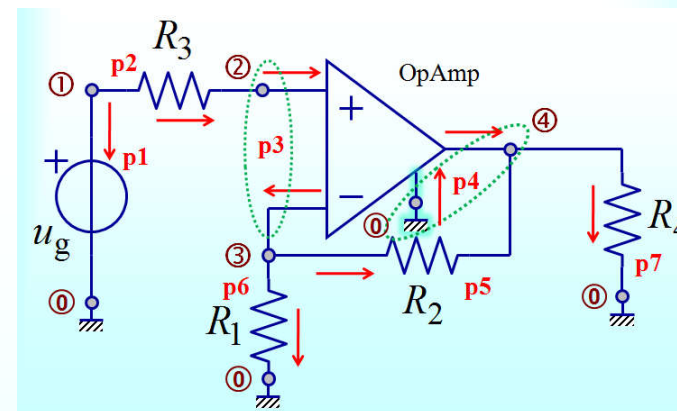 p2 R3 ② OpAmp
① + ④
p1 p3 p4
+ −
ug ⓪ R4
③ p7
p6 p5
⓪ R1 R2 ⓪
⓪